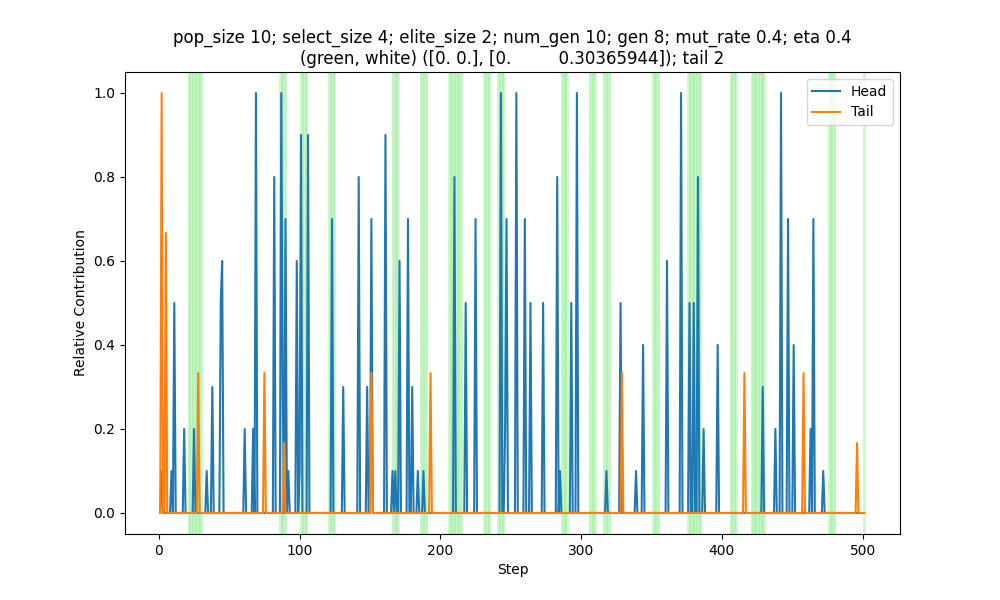 pop_size 10; select_size 4; elite_size 2; num_gen 10; gen 8; mut_rate 0.4; eta 0.4
(green, white) ([0. 0.], [0.         0.30365944]); tail 2
Head
Tail
1.0
0.8
0.6
0.4
0.2
0.0
Relative Contribution
0
100
200
300
400
500
Step